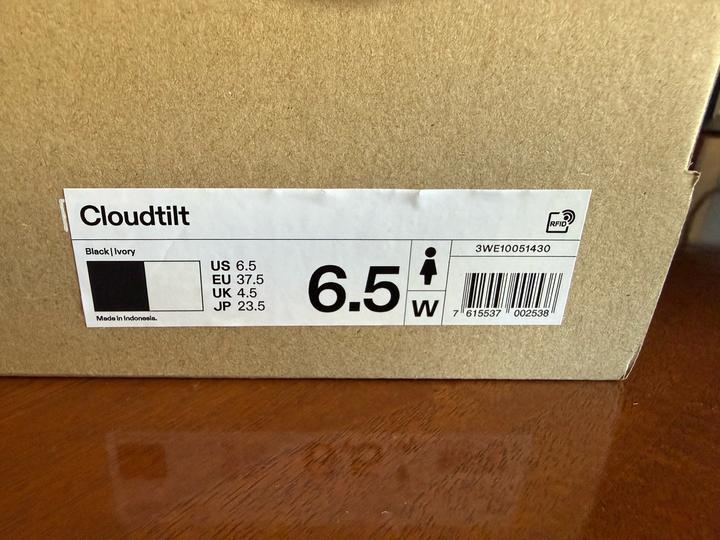 Cloudtilt
RFID
Black | Ivory
US 6.5
EU 37.5
UK 4.5
JP 23.5
Made in Indonesia.
6.5
W
3WE10051430
7 615537 002538